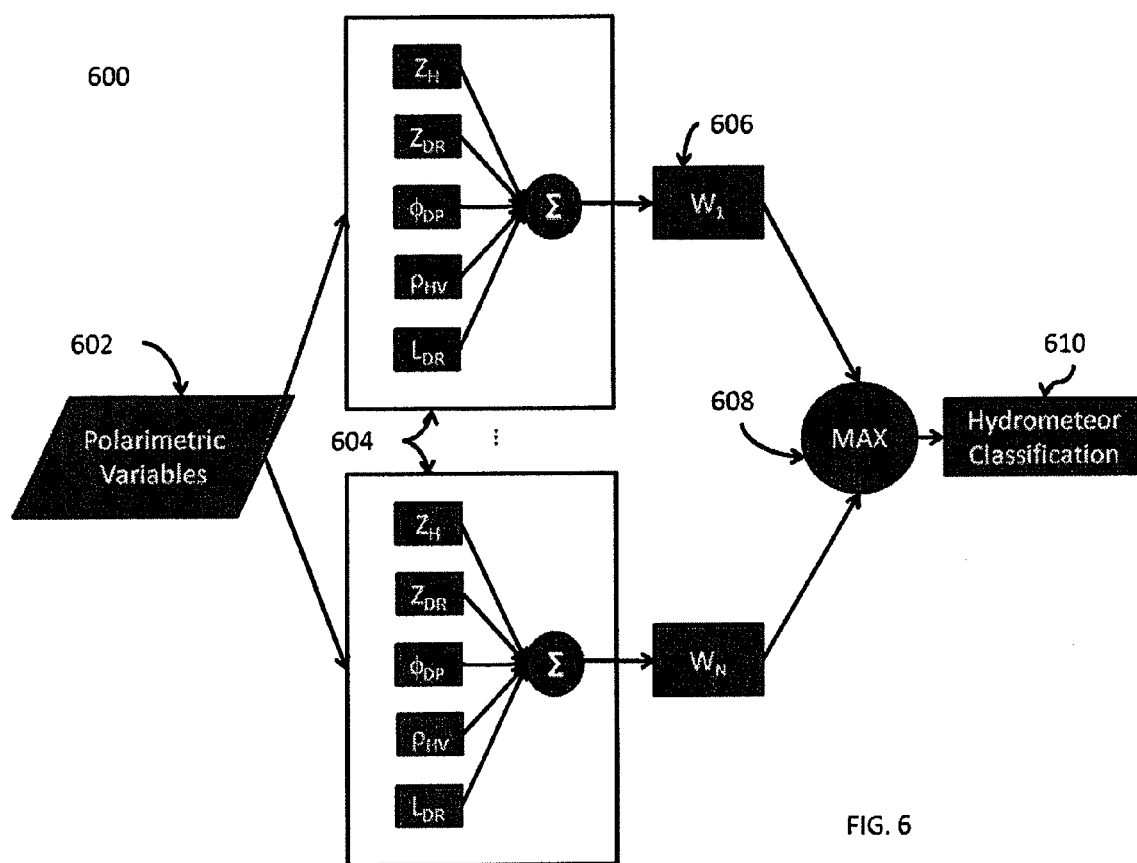 600
Z_H
Z_DR
ϕ_DP
ρ_HV
L_DR
Σ
606
W_1
602
Polarimetric
Variables
604
⋮
608
MAX
610
Hydrometeor
Classification
Z_H
Z_DR
ϕ_DP
ρ_HV
L_DR
Σ
W_N
FIG. 6